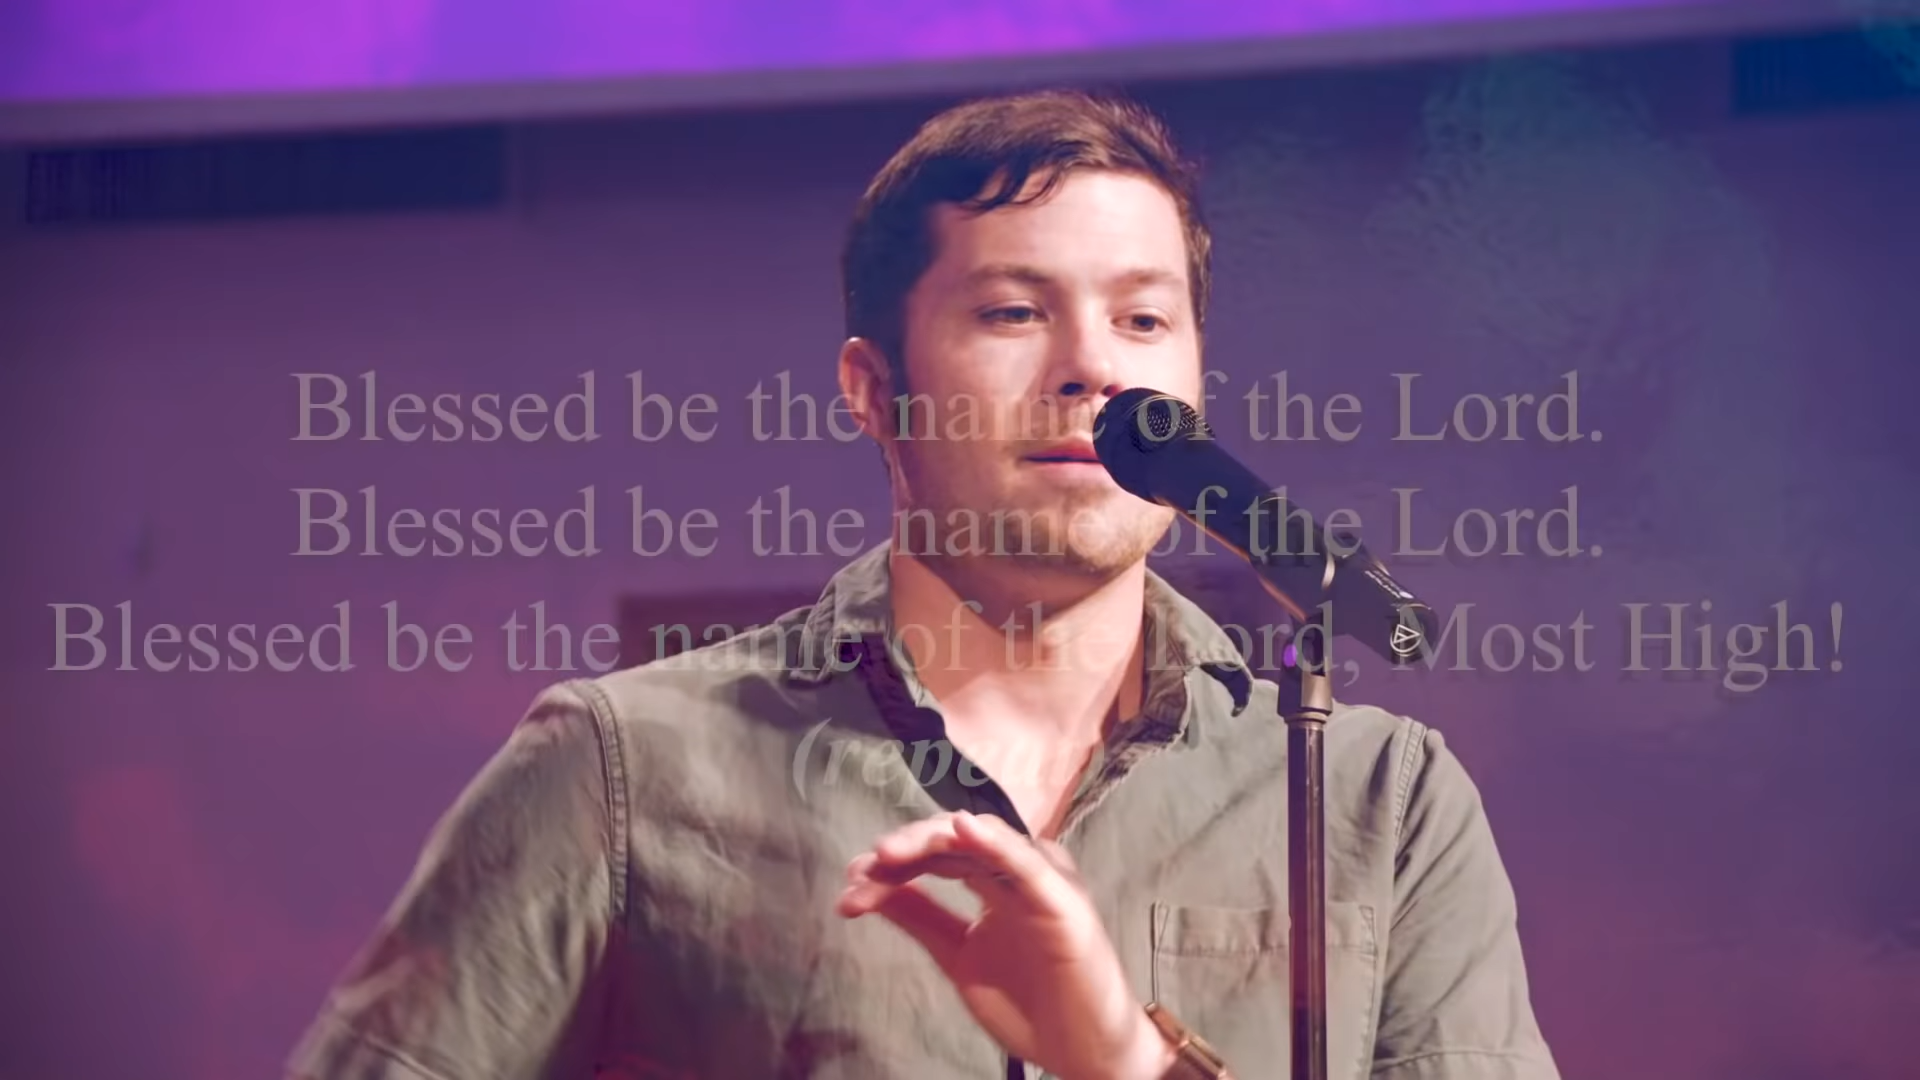 Blessed be the name of the Lord.
Blessed be the name of the Lord.
Blessed be the name of the Lord, Most High!
(repeat)